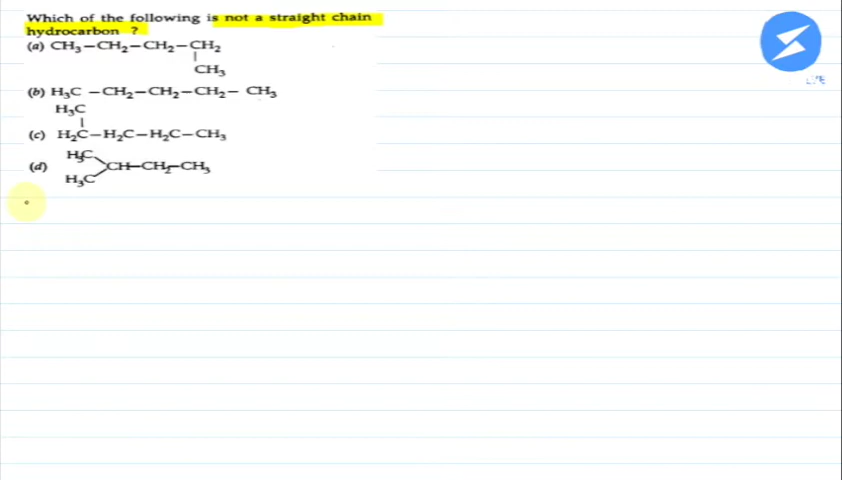 Which of the following is not a straight chain
hydrocarbon ?
(a) CH₃−CH₂−CH₂−CH₂
|
CH₃
(b) H₃C −CH₂−CH₂−CH₂− CH₃
H₃C
|
(c) H₂C−H₂C−H₂C−CH₃
H₃C
(d) CH−CH₂−CH₃
H₃C